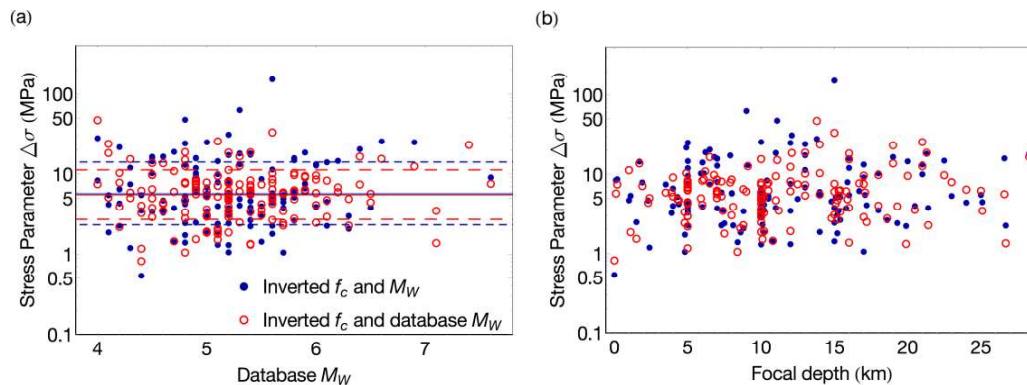 (a)
Stress Parameter △σ (MPa)
100
50
10
5
1
0.5
0.1
Inverted f_c and M_W
Inverted f_c and database M_W
4 5 6 7
Database M_W
(b)
Stress Parameter △σ (MPa)
100
50
10
5
1
0.5
0.1
0 5 10 15 20 25
Focal depth (km)